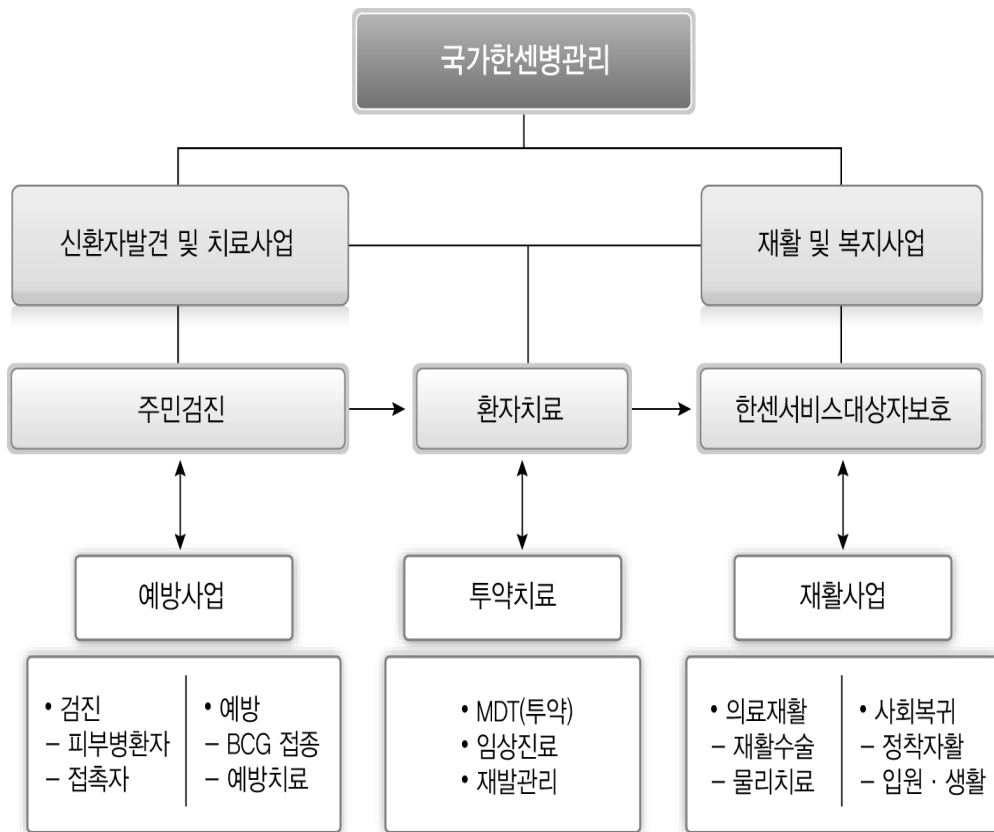 국가한센병관리
신환자발견 및 치료사업
재활 및 복지사업
주민검진
환자치료
한센서비스대상자보호
예방사업
투약치료
재활사업
• 검진
– 피부병환자
– 접촉자
• 예방
– BCG 접종
– 예방치료
• MDT(투약)
• 임상진료
• 재발관리
• 의료재활
– 재활수술
– 물리치료
• 사회복귀
– 정착자활
– 입원 · 생활